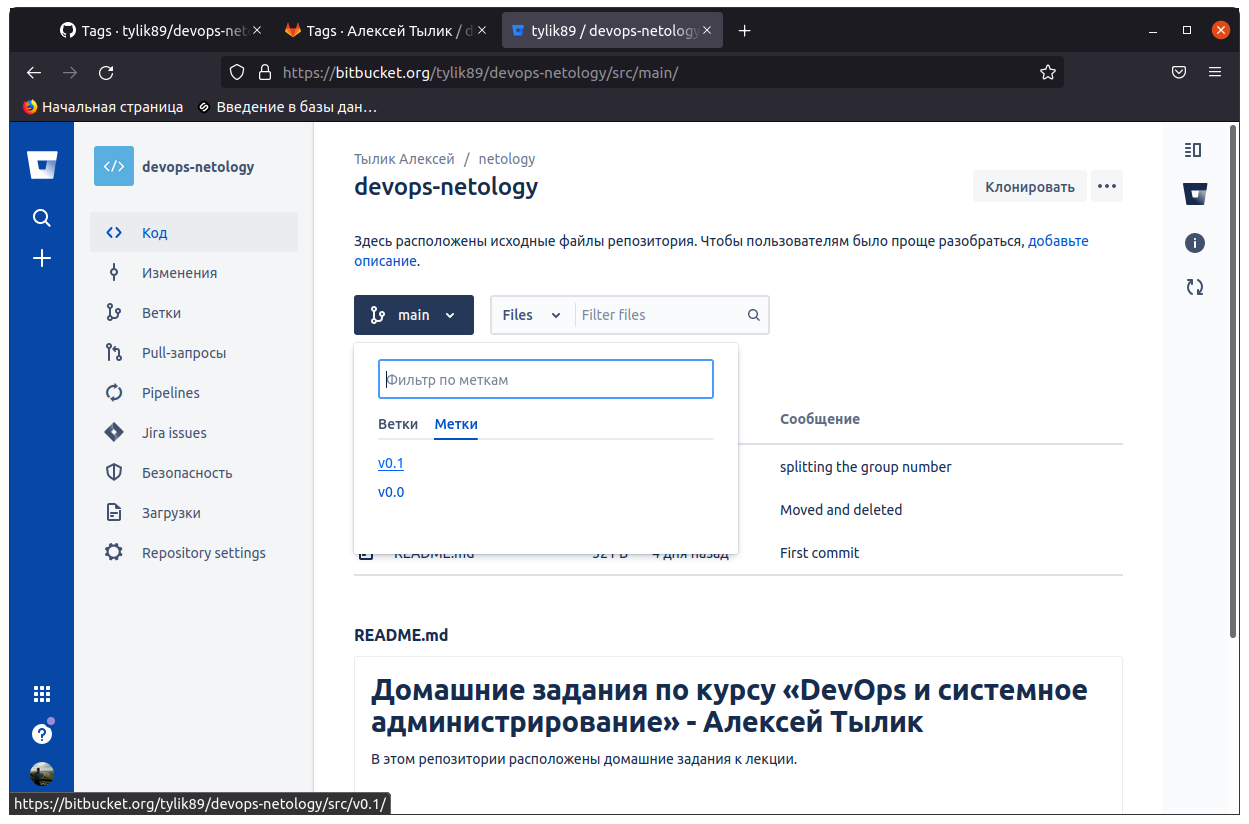 Tags · tylik89/devops-net
Tags · Алексей Тылик / d
tylik89 / devops-netology
https://bitbucket.org/tylik89/devops-netology/src/main/
Начальная страница
Введение в базы дан…
devops-netology
Код
Изменения
Ветки
Pull-запросы
Pipelines
Jira issues
Безопасность
Загрузки
Repository settings
Тылик Алексей / netology
devops-netology
Клонировать
Здесь расположены исходные файлы репозитория. Чтобы пользователям было проще разобраться, добавьте
описание.
main
Files
Filter files
Фильтр по меткам
Ветки Метки
v0.1
v0.0
Сообщение
splitting the group number
Moved and deleted
README.md 521 B 4 дня назад First commit
README.md
Домашние задания по курсу «DevOps и системное
администрирование» - Алексей Тылик
В этом репозитории расположены домашние задания к лекции.
https://bitbucket.org/tylik89/devops-netology/src/v0.1/